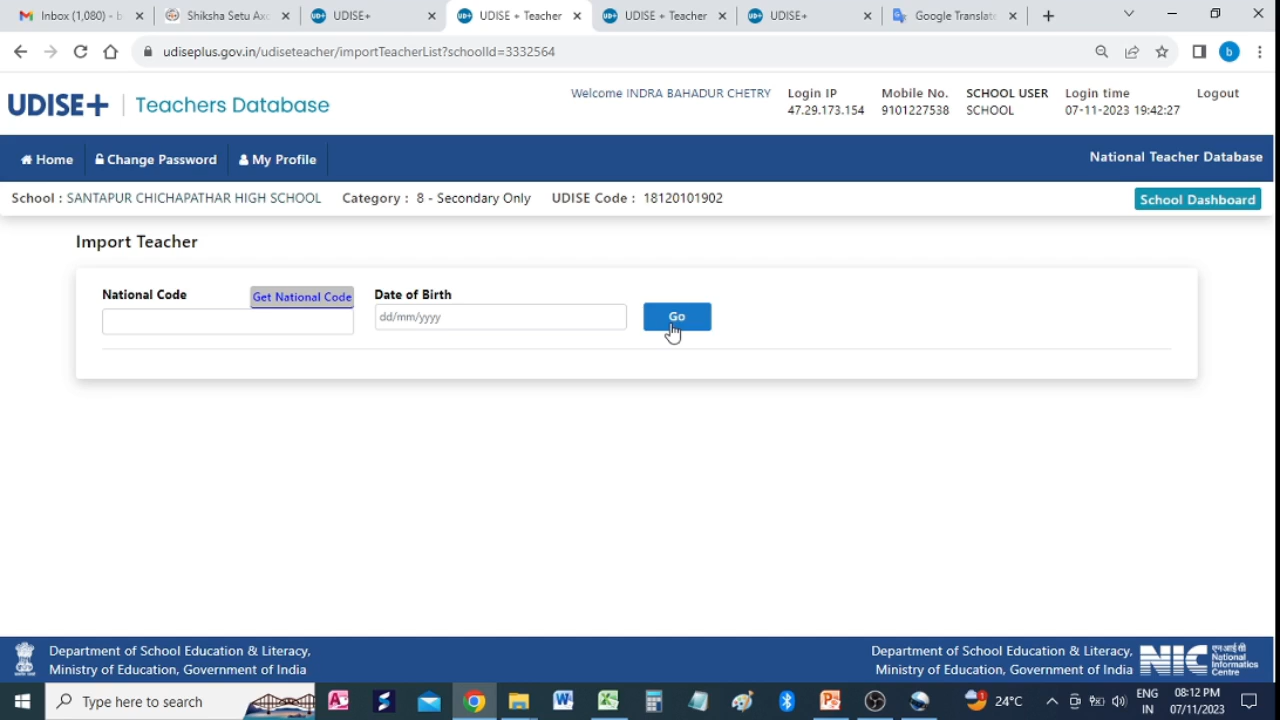 Inbox (1,080) - b
Shiksha Setu Axo
UDISE+
UDISE + Teacher
UDISE + Teacher
UDISE+
Google Translate
udiseplus.gov.in/udiseteacher/importTeacherList?schoolId=3332564
b
UDISE+ | Teachers Database
Welcome INDRA BAHADUR CHETRY
Login IP
47.29.173.154
Mobile No.
9101227538
SCHOOL USER
SCHOOL
Login time
07-11-2023 19:42:27
Logout
Home
Change Password
My Profile
National Teacher Database
School : SANTAPUR CHICHAPATHAR HIGH SCHOOL
Category : 8 - Secondary Only
UDISE Code : 18120101902
School Dashboard
Import Teacher
National Code
Get National Code
Date of Birth
dd/mm/yyyy
Go
Department of School Education & Literacy,
Ministry of Education, Government of India
Department of School Education & Literacy,
Ministry of Education, Government of India
NIC
एन आई सी
National
Informatics
Centre
Type here to search
24°C
ENG
IN
08:12 PM
07/11/2023